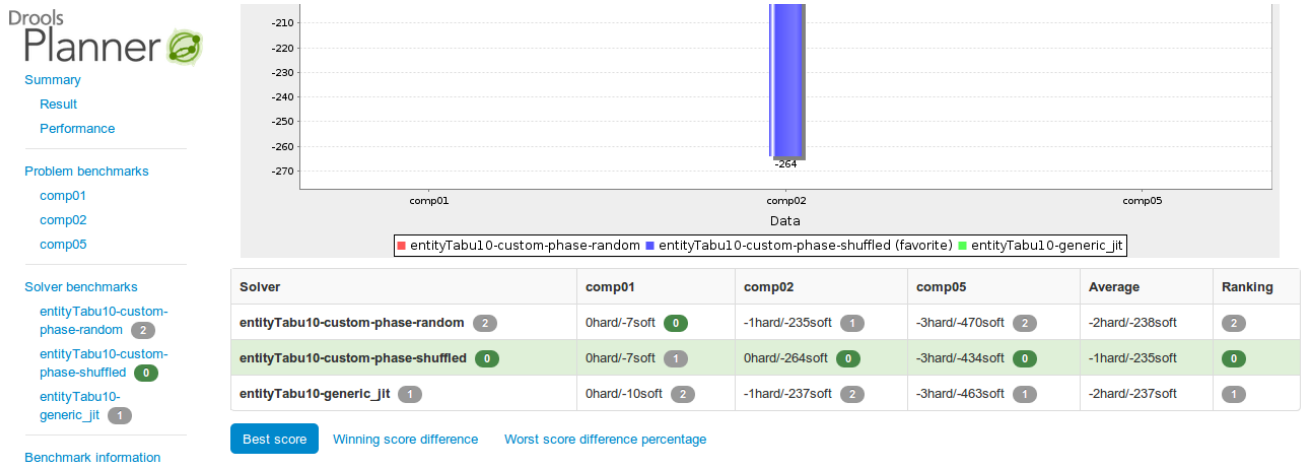 Drools
Planner
Summary
Result
Performance
Problem benchmarks
comp01
comp02
comp05
Solver benchmarks
entityTabu10-custom-
phase-random 2
entityTabu10-custom-
phase-shuffled 0
entityTabu10-
generic_jit 1
Benchmark information
-210
-220
-230
-240
-250
-260
-270
-264
comp01 comp02 comp05
Data
entityTabu10-custom-phase-random entityTabu10-custom-phase-shuffled (favorite) entityTabu10-generic_jit
Solver comp01 comp02 comp05 Average Ranking
entityTabu10-custom-phase-random 2 0hard/-7soft 0 -1hard/-235soft 1 -3hard/-470soft 2 -2hard/-238soft 2
entityTabu10-custom-phase-shuffled 0 0hard/-7soft 1 0hard/-264soft 0 -3hard/-434soft 0 -1hard/-235soft 0
entityTabu10-generic_jit 1 0hard/-10soft 2 -1hard/-237soft 2 -3hard/-463soft 1 -2hard/-237soft 1
Best score Winning score difference Worst score difference percentage